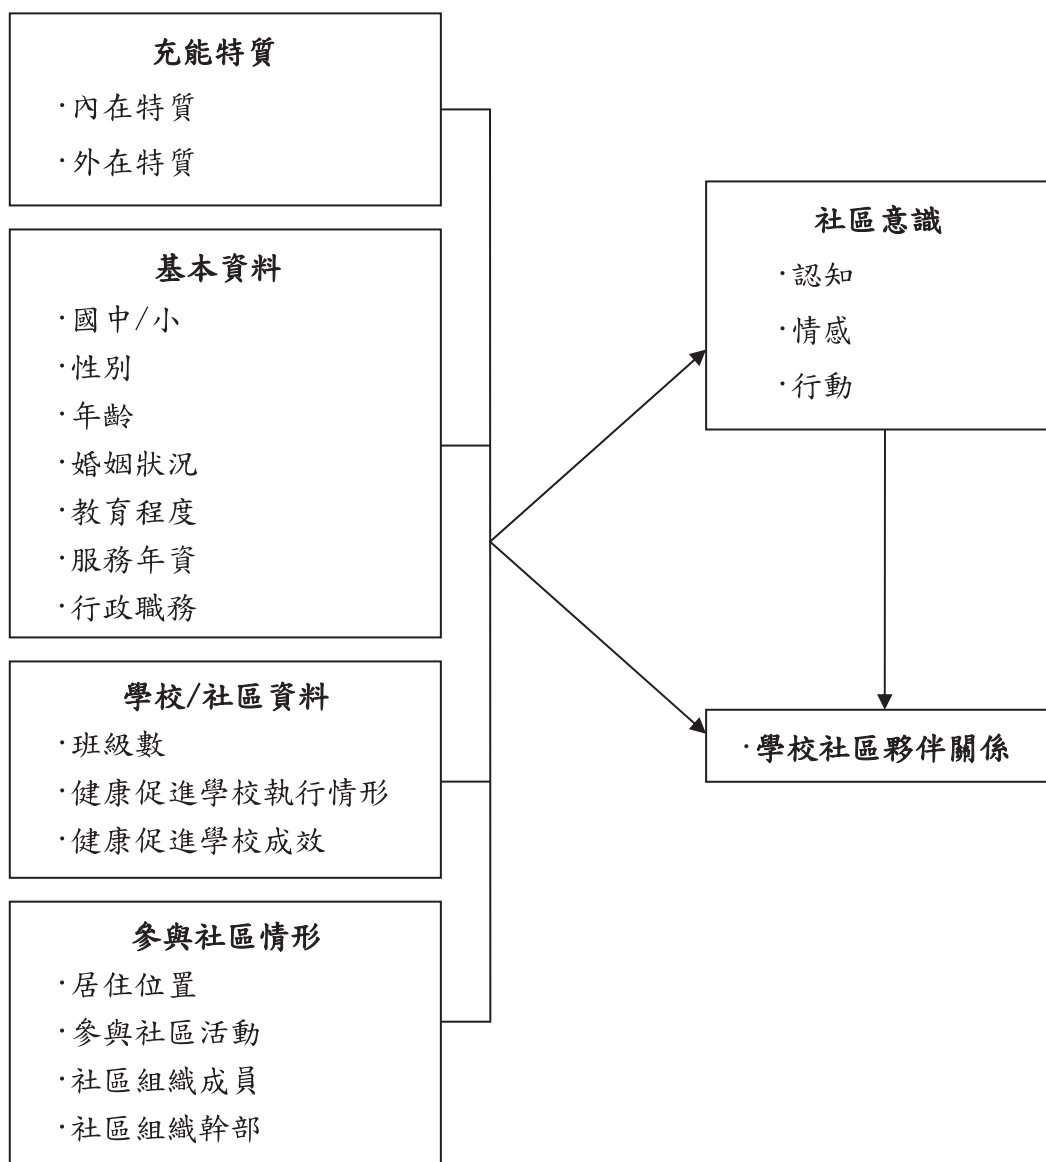 充能特質
·內在特質
·外在特質
基本資料
·國中/小
·性別
·年齡
·婚姻狀況
·教育程度
·服務年資
·行政職務
學校/社區資料
·班級數
·健康促進學校執行情形
·健康促進學校成效
參與社區情形
·居住位置
·參與社區活動
·社區組織成員
·社區組織幹部
社區意識
·認知
·情感
·行動
·學校社區夥伴關係